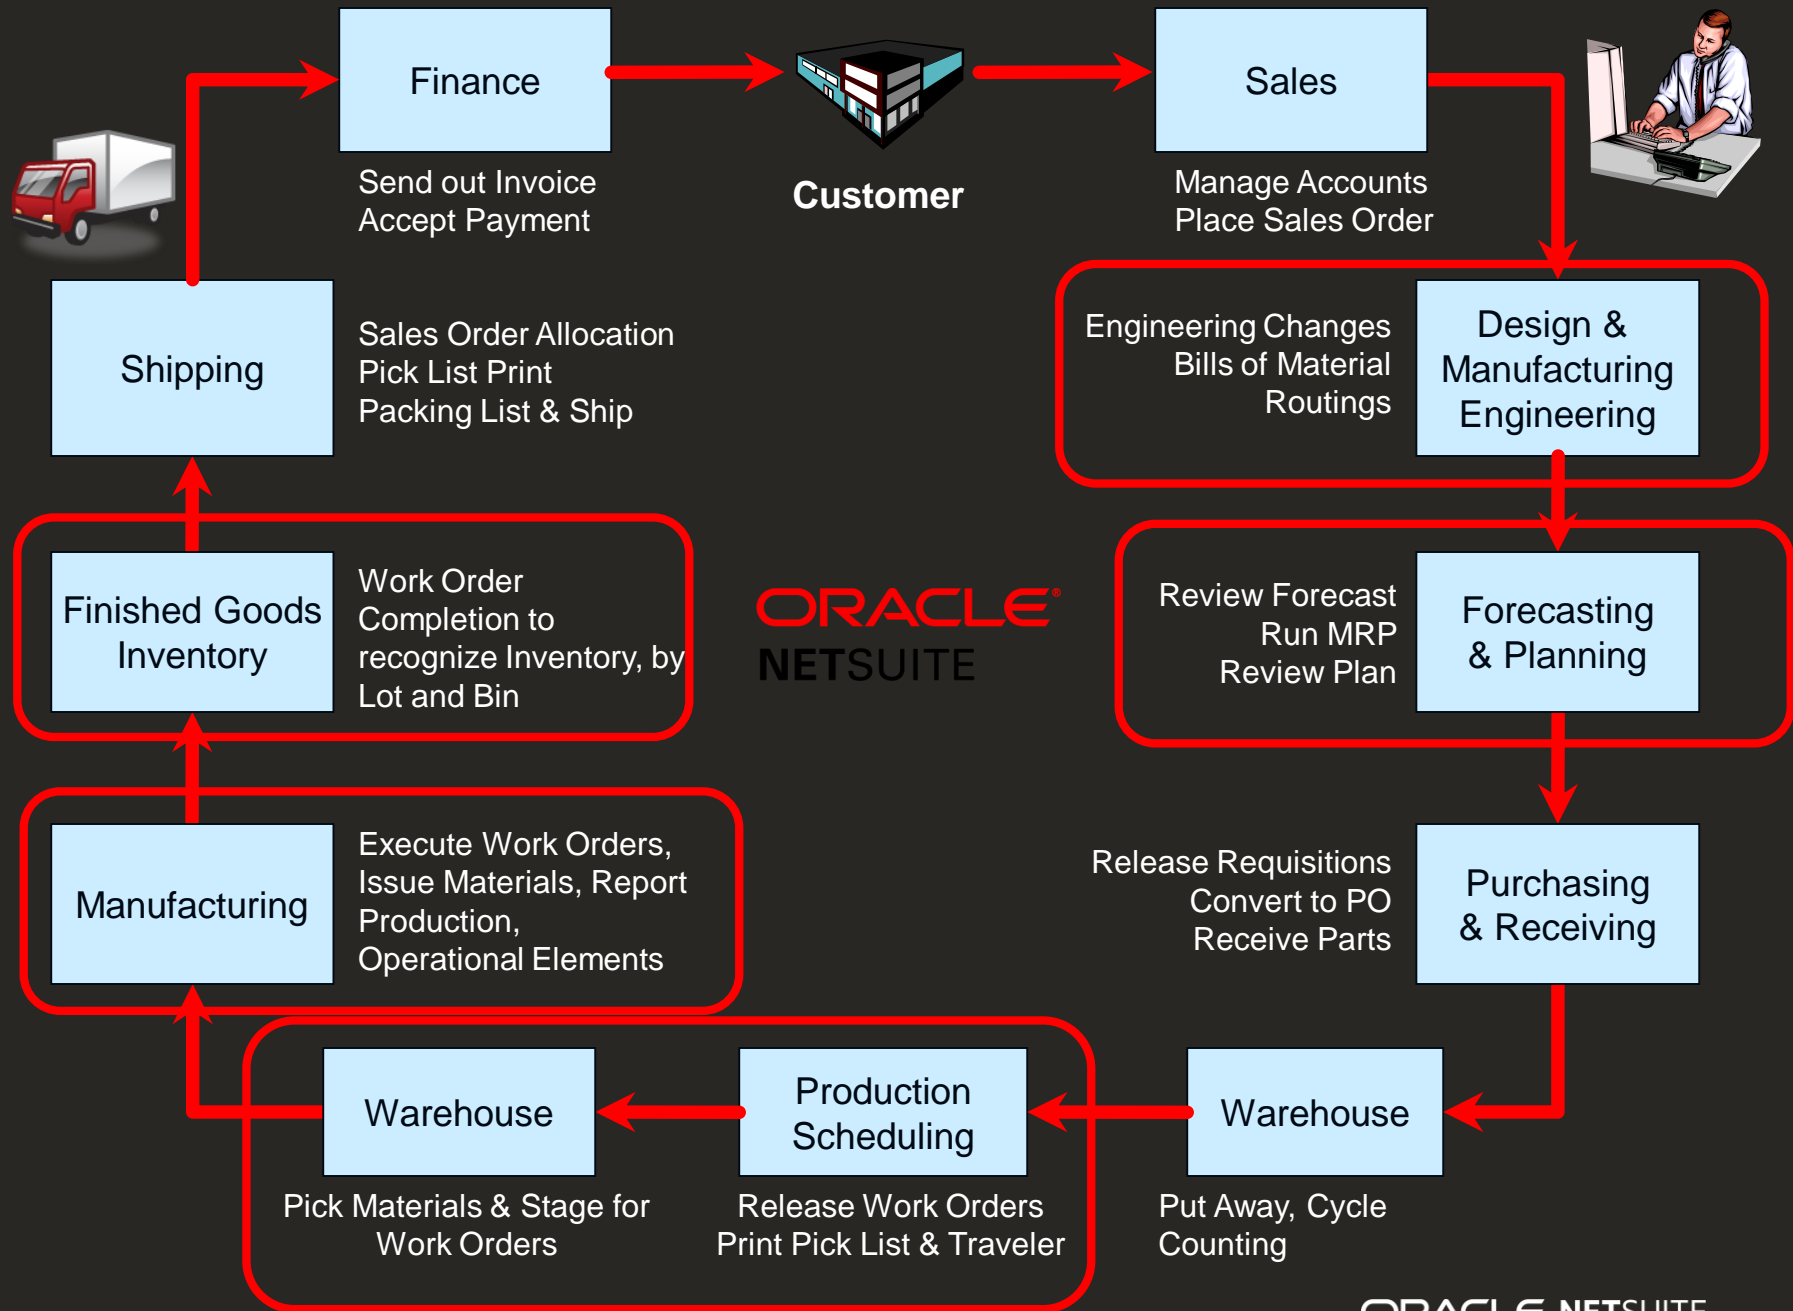 Finance
Send out Invoice
Accept Payment
Customer
Sales
Manage Accounts
Place Sales Order
Engineering Changes
Bills of Material
Routings
Design &
Manufacturing
Engineering
Shipping
Sales Order Allocation
Pick List Print
Packing List & Ship
Finished Goods
Inventory
Work Order
Completion to
recognize Inventory, by
Lot and Bin
ORACLE®
NETSUITE
Review Forecast
Run MRP
Review Plan
Forecasting
& Planning
Manufacturing
Execute Work Orders,
Issue Materials, Report
Production,
Operational Elements
Release Requisitions
Convert to PO
Receive Parts
Purchasing
& Receiving
Warehouse
Pick Materials & Stage for
Work Orders
Production
Scheduling
Release Work Orders
Print Pick List & Traveler
Warehouse
Put Away, Cycle
Counting
ORACLE NETSUITE